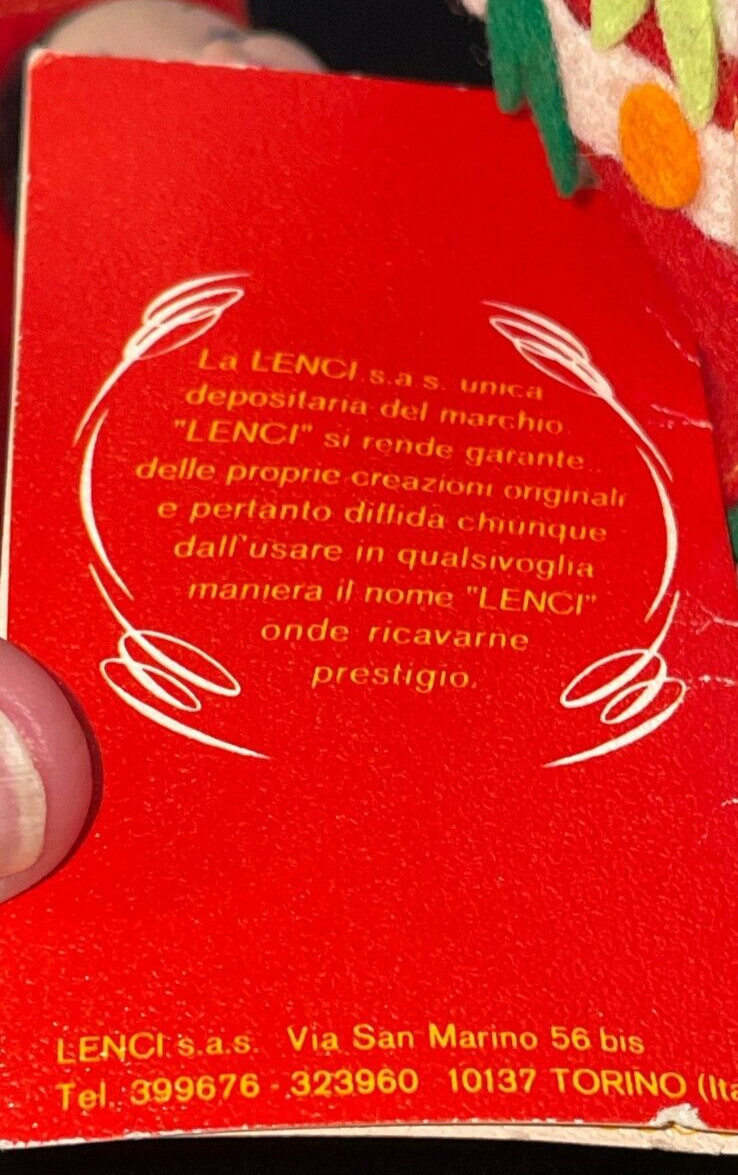 La LENCI s.a.s. unica
depositaria del marchio
"LENCI" si rende garante
delle proprie creazioni originali
e pertanto diffida chiunque
dall'usare in qualsivoglia
maniera il nome "LENCI"
onde ricavarne
prestigio.
LENCI s.a.s. Via San Marino 56 bis
Tel. 399676 - 323960 10137 TORINO (Ita